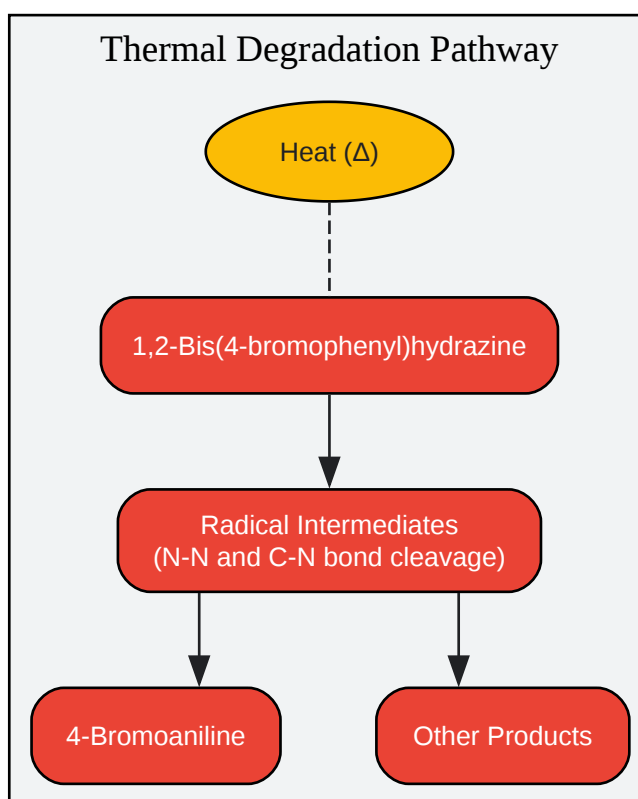 Thermal Degradation Pathway
Heat (Δ)
1,2-Bis(4-bromophenyl)hydrazine
Radical Intermediates
(N-N and C-N bond cleavage)
4-Bromoaniline
Other Products